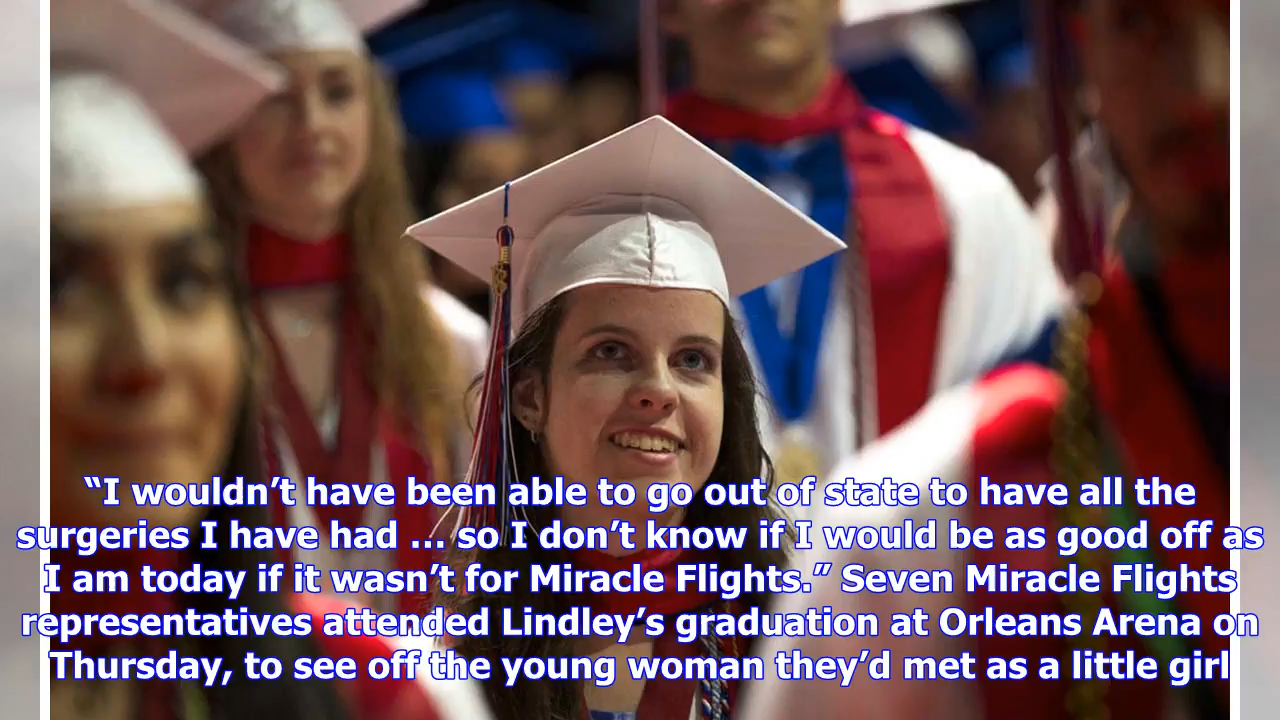 “I wouldn’t have been able to go out of state to have all the
surgeries I have had ... so I don’t know if I would be as good off as
I am today if it wasn’t for Miracle Flights.” Seven Miracle Flights
representatives attended Lindley’s graduation at Orleans Arena on
Thursday, to see off the young woman they’d met as a little girl